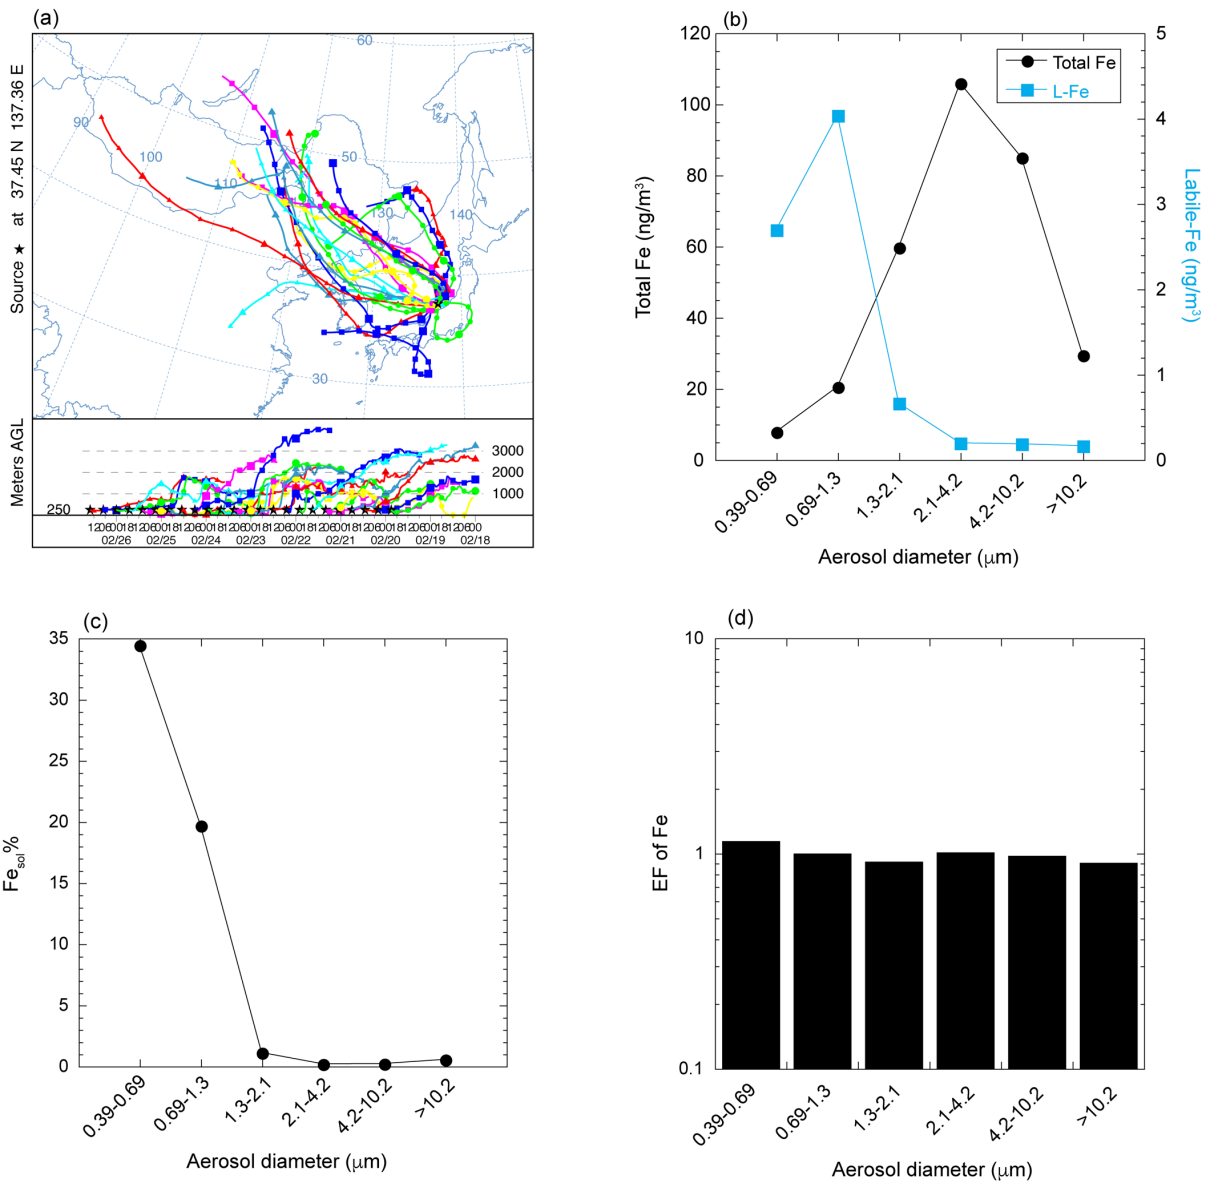 (a)
Source ★ at 37.45 N 137.36 E
60
90
100
110
50
130
140
30
Meters AGL
3000
2000
1000
250
02/26 02/25 02/24 02/23 02/22 02/21 02/20 02/19 02/18
(b)
Total Fe
L-Fe
Total Fe (ng/m³)
120
100
80
60
40
20
0
Labile-Fe (ng/m³)
5
4
3
2
1
0
0.39-0.69 0.69-1.3 1.3-2.1 2.1-4.2 4.2-10.2 >10.2
Aerosol diameter (μm)
(c)
Feₛₒₗ%
35
30
25
20
15
10
5
0
0.39-0.69 0.69-1.3 1.3-2.1 2.1-4.2 4.2-10.2 >10.2
Aerosol diameter (μm)
(d)
EF of Fe
10
1
0.1
0.39-0.69 0.69-1.3 1.3-2.1 2.1-4.2 4.2-10.2 >10.2
Aerosol diameter (μm)